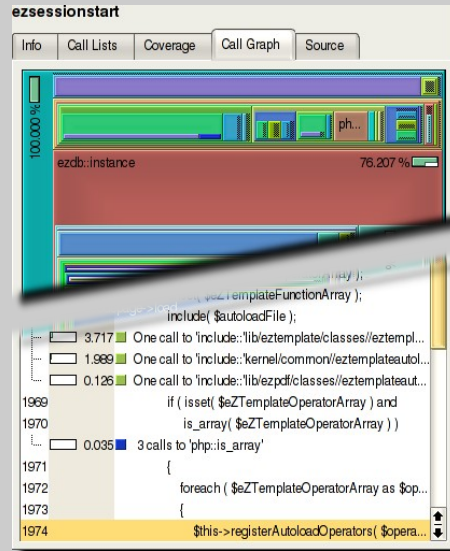 ezsessionstart
Info Call Lists Coverage Call Graph Source
100.000 %
ph...
ezdb::instance 76.207 %
$eZTemplateFunctionArray );
include( $autoloadFile );
3.717 One call to 'include::'lib/eztemplate/classes//eztempl...
1.989 One call to 'include::'kernel/common//eztemplateautol...
0.126 One call to 'include::'lib/ezpdf/classes//eztemplateaut...
1969 if ( isset( $eZTemplateOperatorArray ) and
1970 is_array( $eZTemplateOperatorArray ) )
0.035 3 calls to 'php::is_array'
1971 {
1972 foreach ( $eZTemplateOperatorArray as $op...
1973 {
1974 $this->registerAutoloadOperators( $opera...